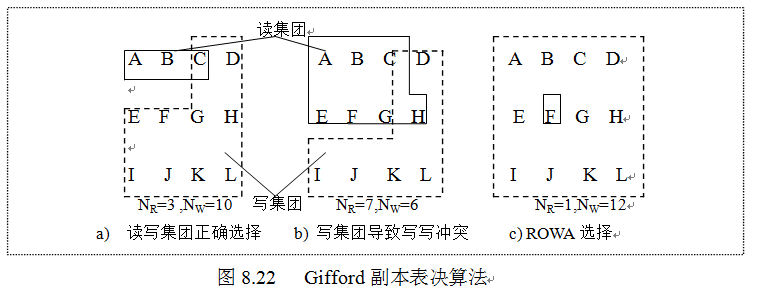 读集团
A B C D A B C D A B C D
E F G H E F G H E F G H
I J K L I J K L I J K L
NR=3 ,NW=10 写集团 NR=7,NW=6 NR=1,NW=12
a) 读写集团正确选择 b) 写集团导致写写冲突 c) ROWA 选择
图 8.22 Gifford 副本表决算法